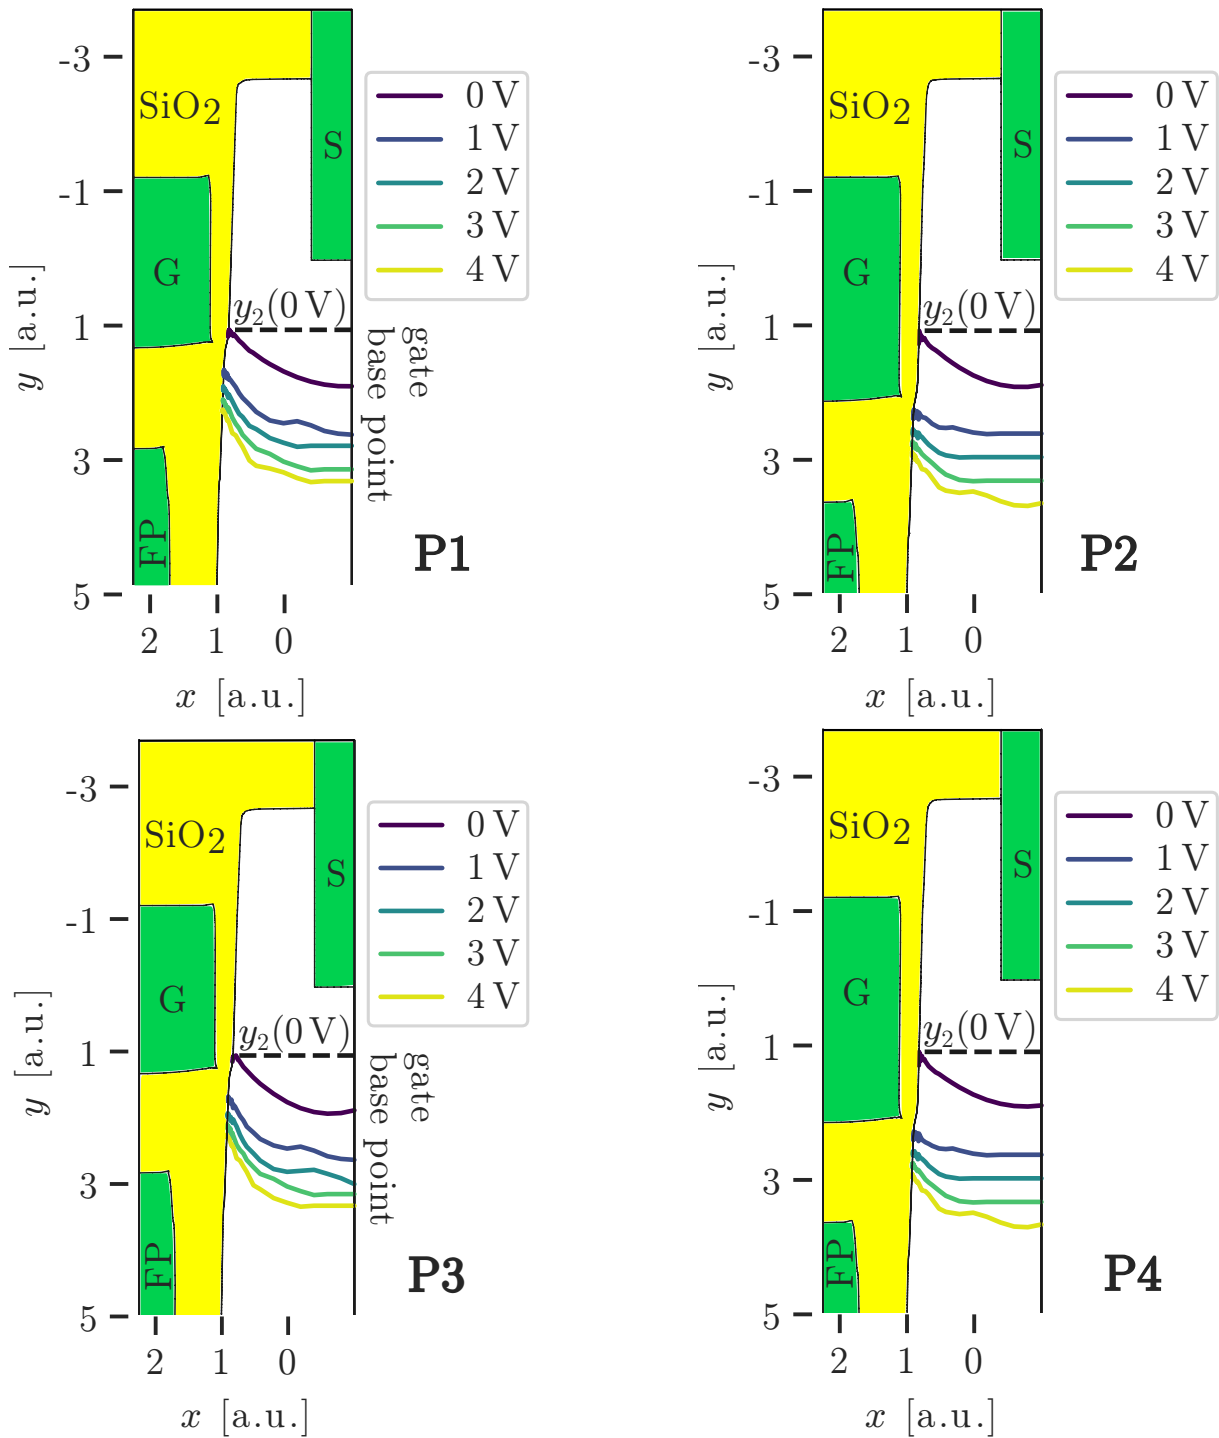 -3
-1
1
3
5
y [a.u.]
SiO2
G
FP
S
y2(0 V)
0 V
1 V
2 V
3 V
4 V
gate
base point
P1
2 1 0
x [a.u.]
-3
-1
1
3
5
y [a.u.]
SiO2
G
FP
S
y2(0 V)
0 V
1 V
2 V
3 V
4 V
P2
2 1 0
x [a.u.]
-3
-1
1
3
5
y [a.u.]
SiO2
G
FP
S
y2(0 V)
0 V
1 V
2 V
3 V
4 V
gate
base point
P3
2 1 0
x [a.u.]
-3
-1
1
3
5
y [a.u.]
SiO2
G
FP
S
y2(0 V)
0 V
1 V
2 V
3 V
4 V
P4
2 1 0
x [a.u.]